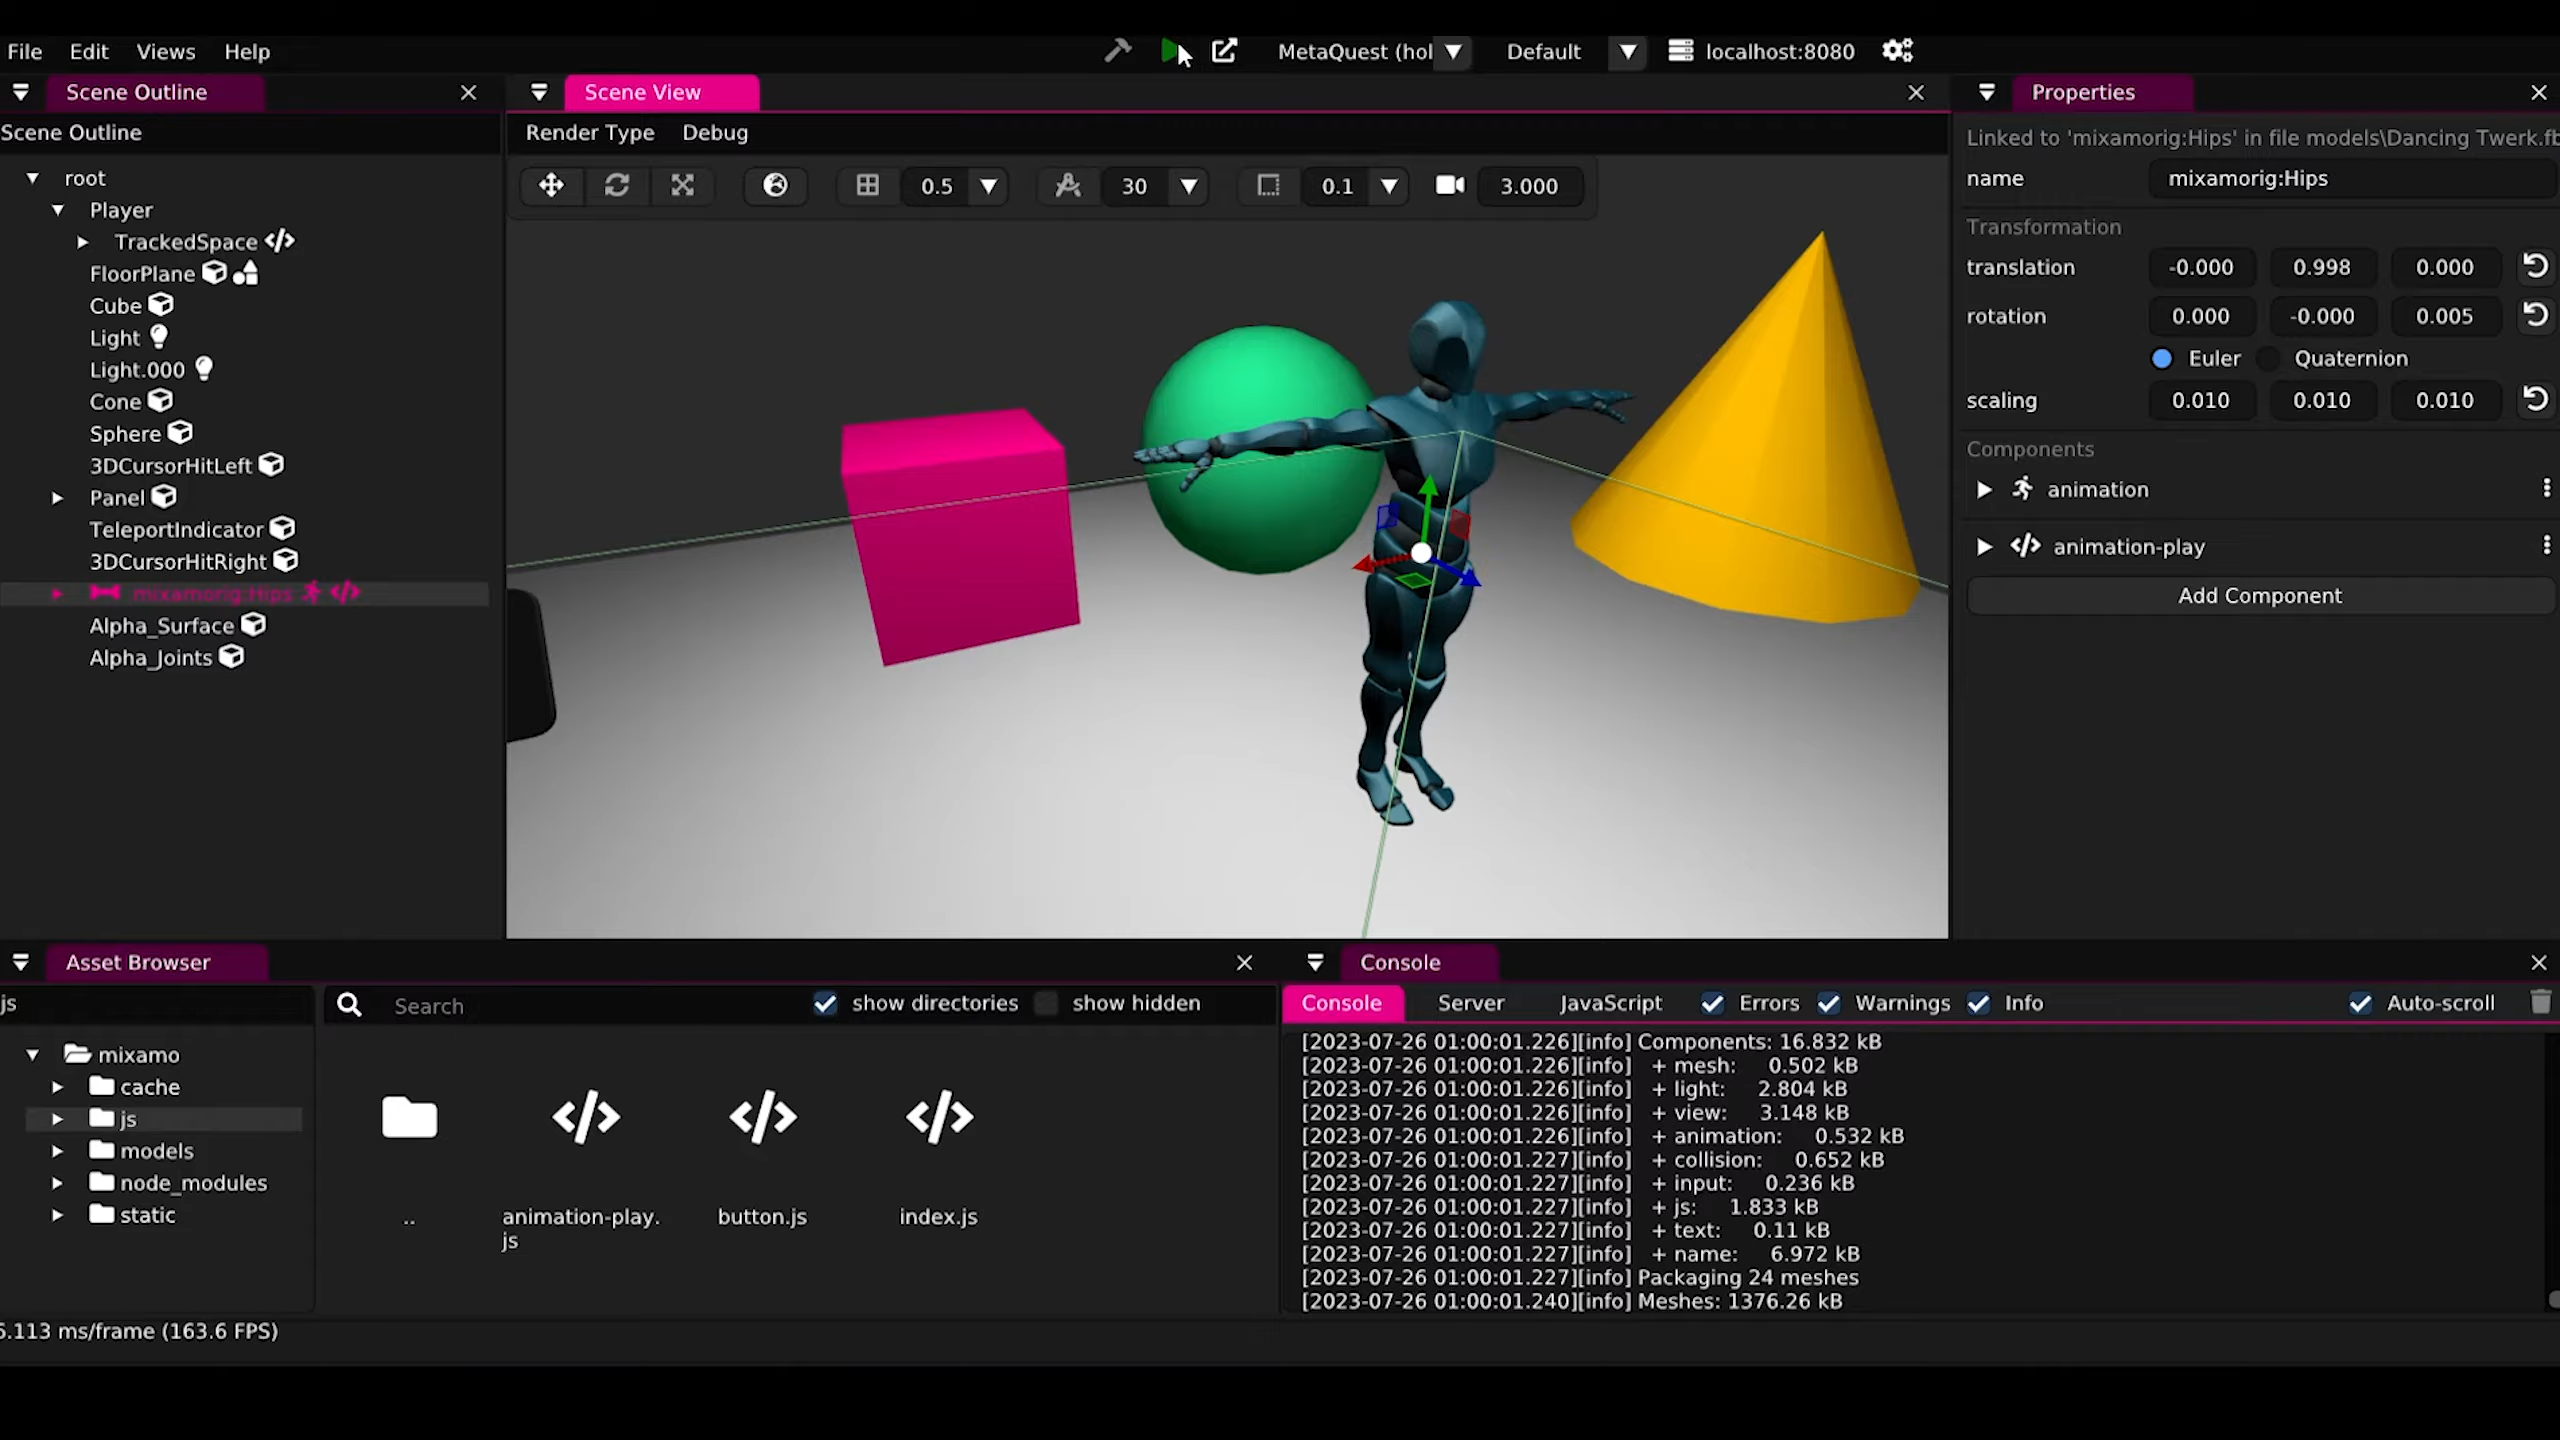 File Edit Views Help
MetaQuest (hol Default localhost:8080
Scene Outline
Scene Outline
root
Player
TrackedSpace
FloorPlane
Cube
Light
Light.000
Cone
Sphere
3DCursorHitLeft
Panel
TeleportIndicator
3DCursorHitRight
mixamorig:Hips
Alpha_Surface
Alpha_Joints
Scene View
Render Type Debug
0.5 30 0.1 3.000
Properties
Linked to 'mixamorig:Hips' in file models\Dancing Twerk.fb
name mixamorig:Hips
Transformation
translation -0.000 0.998 0.000
rotation 0.000 -0.000 0.005
Euler Quaternion
scaling 0.010 0.010 0.010
Components
animation
animation-play
Add Component
Asset Browser
js
Search show directories show hidden
mixamo
cache
js
models
node_modules
static
..
animation-play.
js
button.js
index.js
Console
Console Server JavaScript Errors Warnings Info Auto-scroll
[2023-07-26 01:00:01.226][info] Components: 16.832 kB
[2023-07-26 01:00:01.226][info] + mesh: 0.502 kB
[2023-07-26 01:00:01.226][info] + light: 2.804 kB
[2023-07-26 01:00:01.226][info] + view: 3.148 kB
[2023-07-26 01:00:01.226][info] + animation: 0.532 kB
[2023-07-26 01:00:01.227][info] + collision: 0.652 kB
[2023-07-26 01:00:01.227][info] + input: 0.236 kB
[2023-07-26 01:00:01.227][info] + js: 1.833 kB
[2023-07-26 01:00:01.227][info] + text: 0.11 kB
[2023-07-26 01:00:01.227][info] + name: 6.972 kB
[2023-07-26 01:00:01.227][info] Packaging 24 meshes
[2023-07-26 01:00:01.240][info] Meshes: 1376.26 kB
6.113 ms/frame (163.6 FPS)